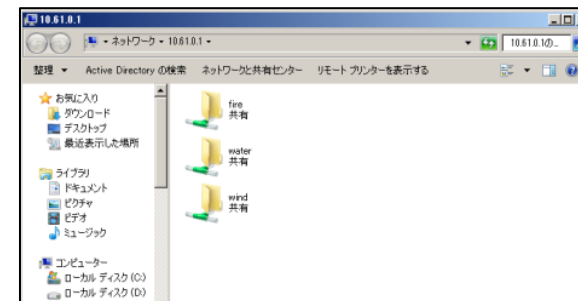 10.61.0.1
ネットワーク ▸ 10.61.0.1 ▸
10.61.0.1の...
整理 ▼ Active Directory の検索 ネットワークと共有センター リモート プリンターを表示する
お気に入り
ダウンロード
デスクトップ
最近表示した場所
ライブラリ
ドキュメント
ピクチャ
ビデオ
ミュージック
コンピューター
ローカル ディスク (C:)
ローカル ディスク (D:)
fire
共有
water
共有
wind
共有